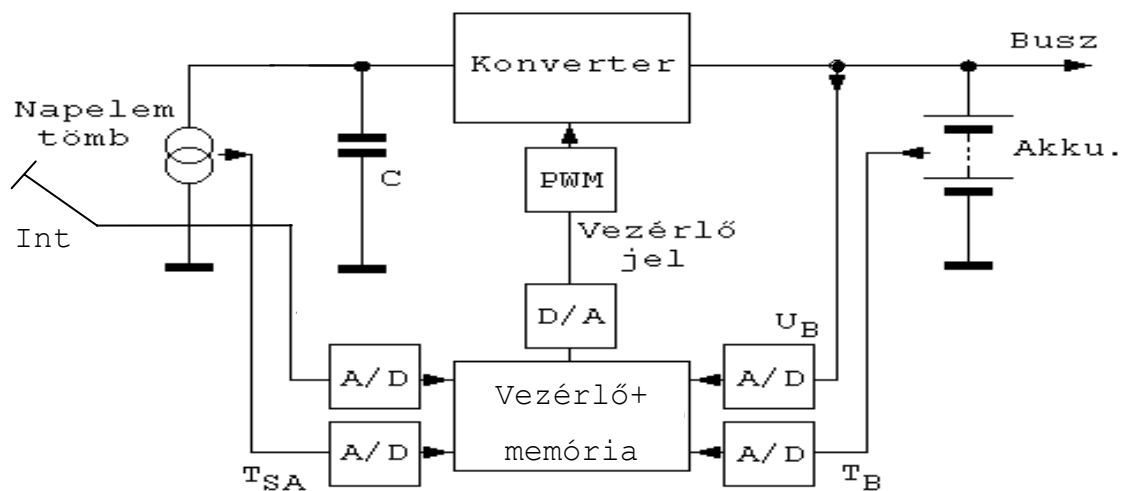 Busz
Konverter
Napelem
tömb
Akku.
C
PWM
Int
Vezérlő
jel
D/A
U_B
A/D
A/D
Vezérlő+
memória
A/D
A/D
T_SA
T_B